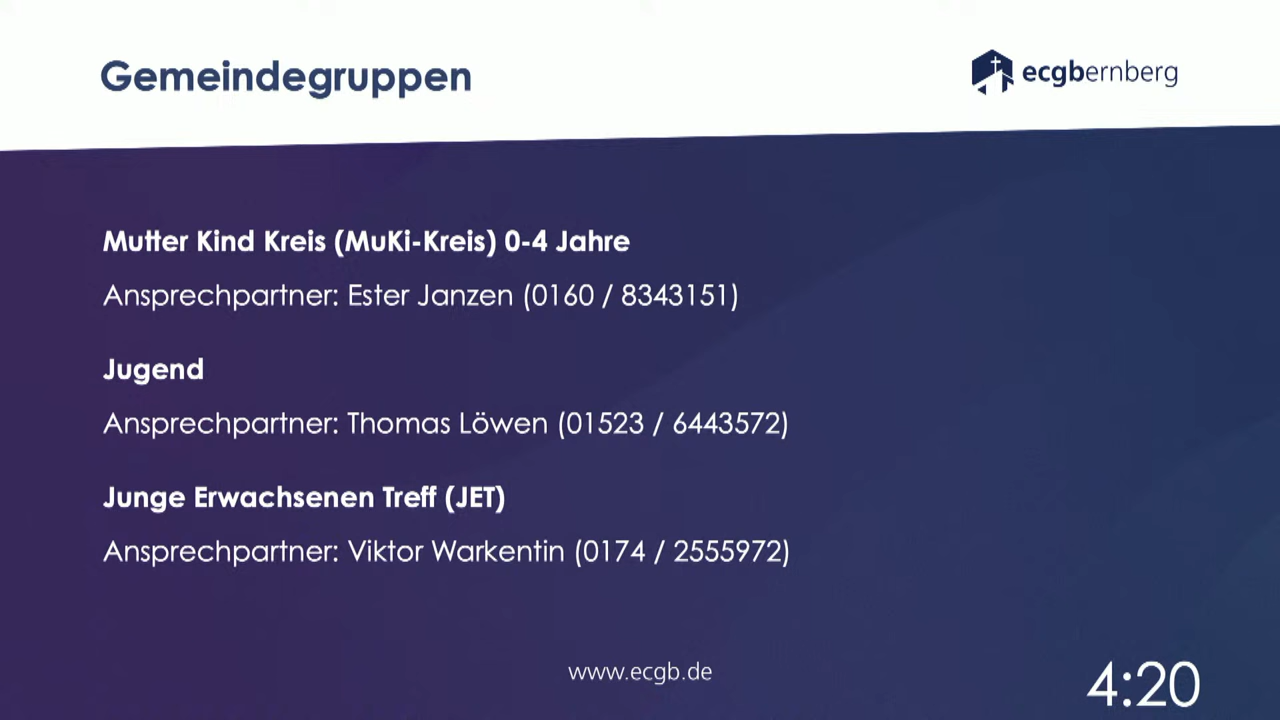 Gemeindegruppen
ecgbernberg
Mutter Kind Kreis (MuKi-Kreis) 0-4 Jahre
Ansprechpartner: Ester Janzen (0160 / 8343151)
Jugend
Ansprechpartner: Thomas Löwen (01523 / 6443572)
Junge Erwachsenen Treff (JET)
Ansprechpartner: Viktor Warkentin (0174 / 2555972)
www.ecgb.de
4:20